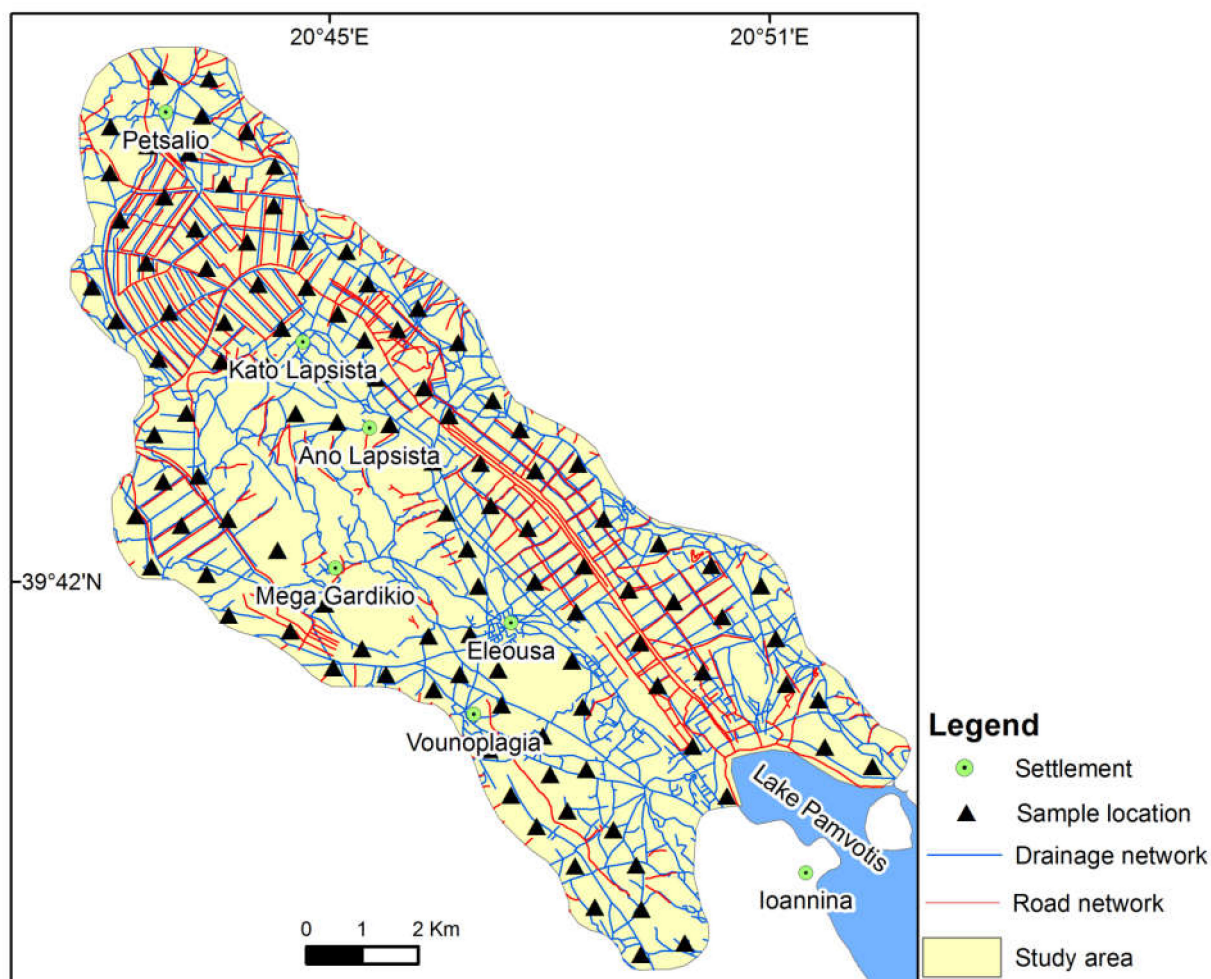 20°45'E
20°51'E
Petsalio
Kato Lapsista
Ano Lapsista
39°42'N
Mega Gardikio
Eleousa
Vounoplagia
Lake Pamvotis
Ioannina
0 1 2 Km
Legend
Settlement
Sample location
Drainage network
Road network
Study area